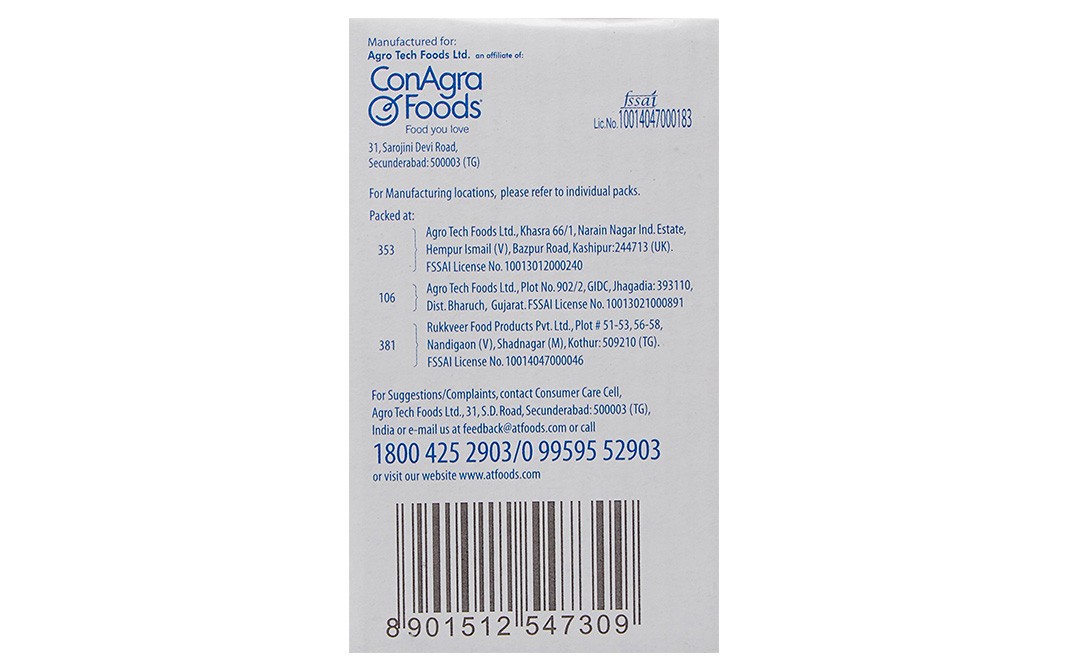 Manufactured for:
Agro Tech Foods Ltd. an affiliate of:
ConAgra
Foods
Food you love
fssai
Lic.No. 10014047000183
31, Sarojini Devi Road,
Secunderabad: 500003 (TG)
For Manufacturing locations, please refer to individual packs.
Packed at:
353
Agro Tech Foods Ltd., Khasra 66/1, Narain Nagar Ind. Estate,
Hempur Ismail (V), Bazpur Road, Kashipur:244713 (UK).
FSSAI License No. 10013012000240
106
Agro Tech Foods Ltd., Plot No. 902/2, GIDC, Jhagadia: 393110,
Dist. Bharuch, Gujarat. FSSAI License No. 10013021000891
381
Rukkveer Food Products Pvt. Ltd., Plot # 51-53, 56-58,
Nandigaon (V), Shadnagar (M), Kothur: 509210 (TG).
FSSAI License No. 10014047000046
For Suggestions/Complaints, contact Consumer Care Cell,
Agro Tech Foods Ltd., 31, S.D. Road, Secunderabad: 500003 (TG),
India or e-mail us at feedback@atfoods.com or call
1800 425 2903/0 99595 52903
or visit our website www.atfoods.com
8 901512 547309